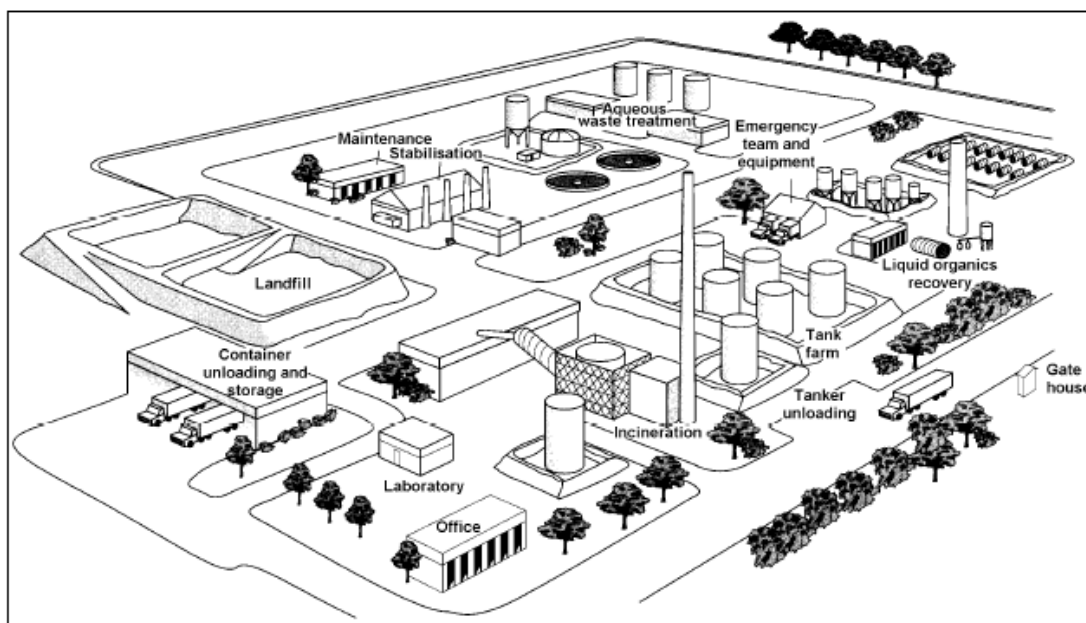 Aqueous
waste treatment
Emergency
team and
equipment
Maintenance
Stabilisation
Liquid organics
recovery
Landfill
Tank
farm
Container
unloading and
storage
Gate
house
Tanker
unloading
Incineration
Laboratory
Office